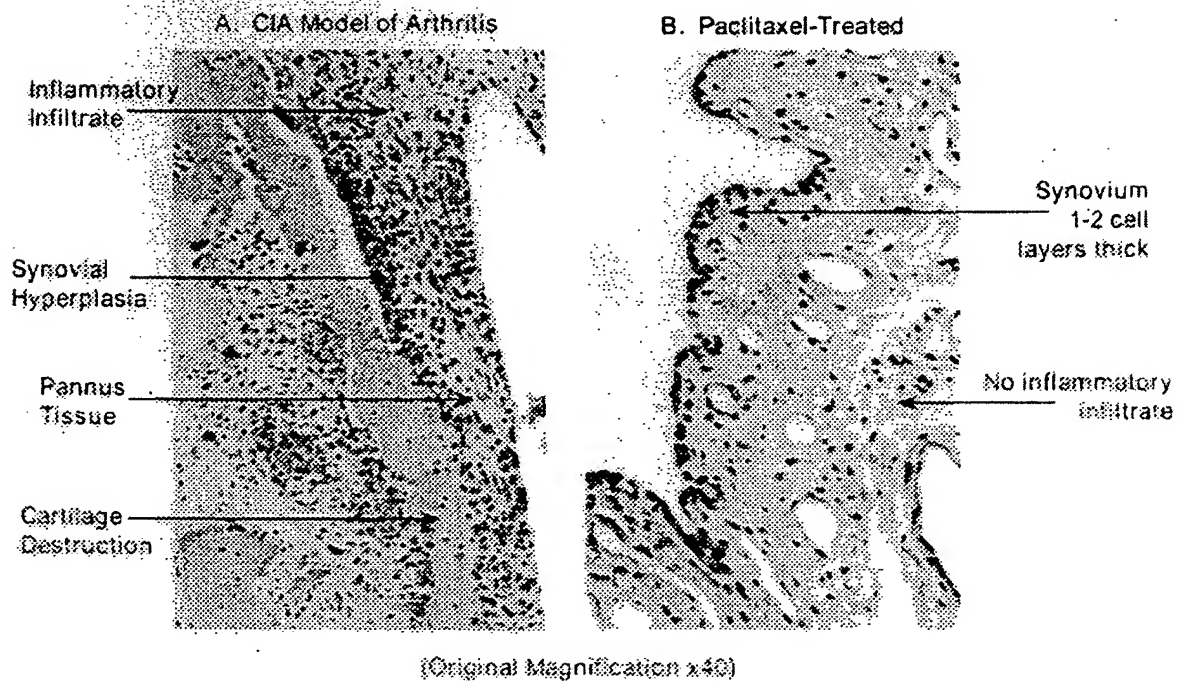 A. CIA Model of Arthritis
Inflammatory
Infiltrate
Synovial
Hyperplasia
Pannus
Tissue
Cartilage
Destruction
B. Paclitaxel-Treated
Synovium
1-2 cell
layers thick
No inflammatory
infiltrate
(Original Magnification x40)